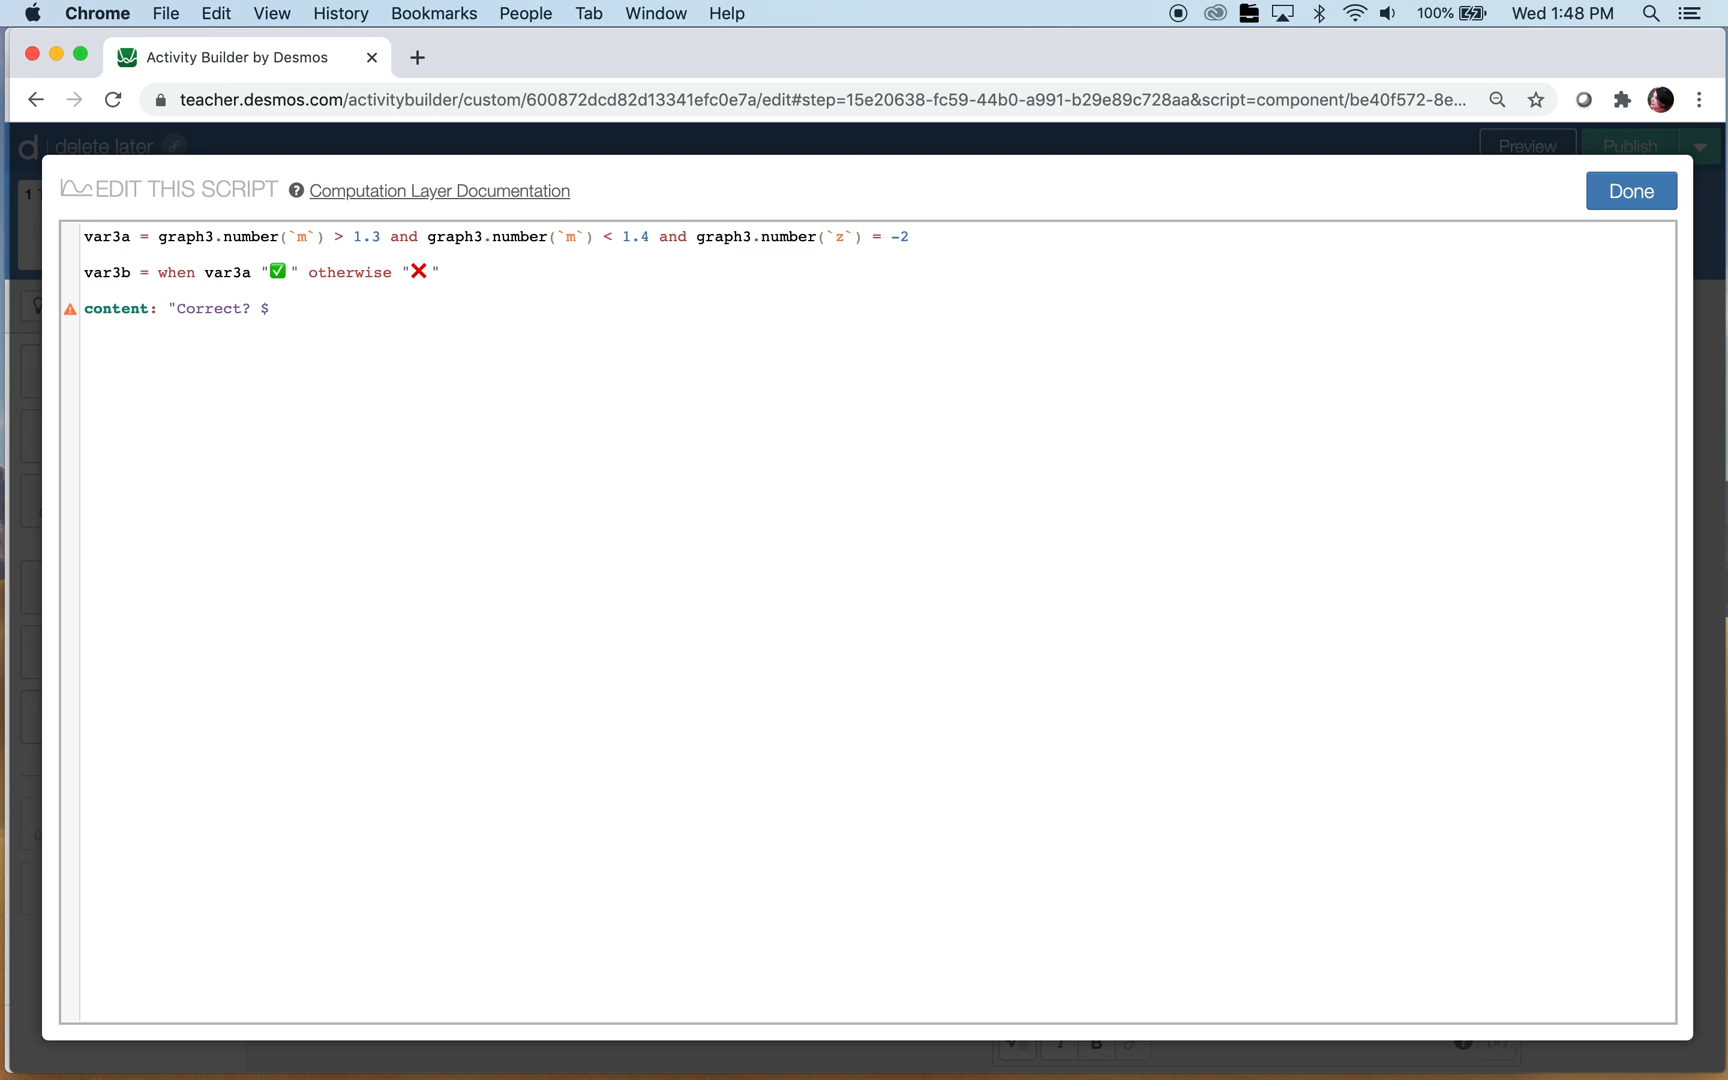 Chrome File Edit View History Bookmarks People Tab Window Help 100% Wed 1:48 PM
Activity Builder by Desmos
teacher.desmos.com/activitybuilder/custom/600872dcd82d13341efc0e7a/edit#step=15e20638-fc59-44b0-a991-b29e89c728aa&script=component/be40f572-8e...
d delete later Preview Publish
1
EDIT THIS SCRIPT ? Computation Layer Documentation Done
var3a = graph3.number(`m`) > 1.3 and graph3.number(`m`) < 1.4 and graph3.number(`z`) = -2
var3b = when var3a "✅ " otherwise "❌ "
content: "Correct? $
I B